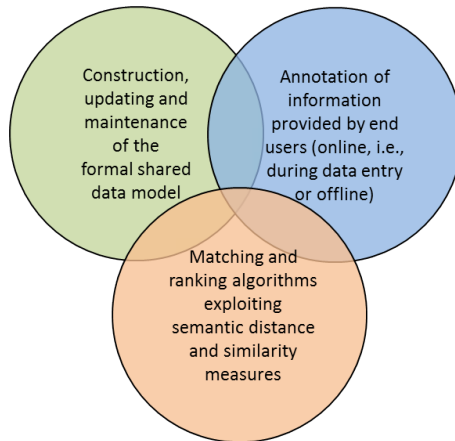 Construction,
updating and
maintenance
of the
formal shared
data model
Annotation of
information
provided by end
users (online, i.e.,
during data entry
or offline)
Matching and
ranking algorithms
exploiting
semantic distance
and similarity
measures